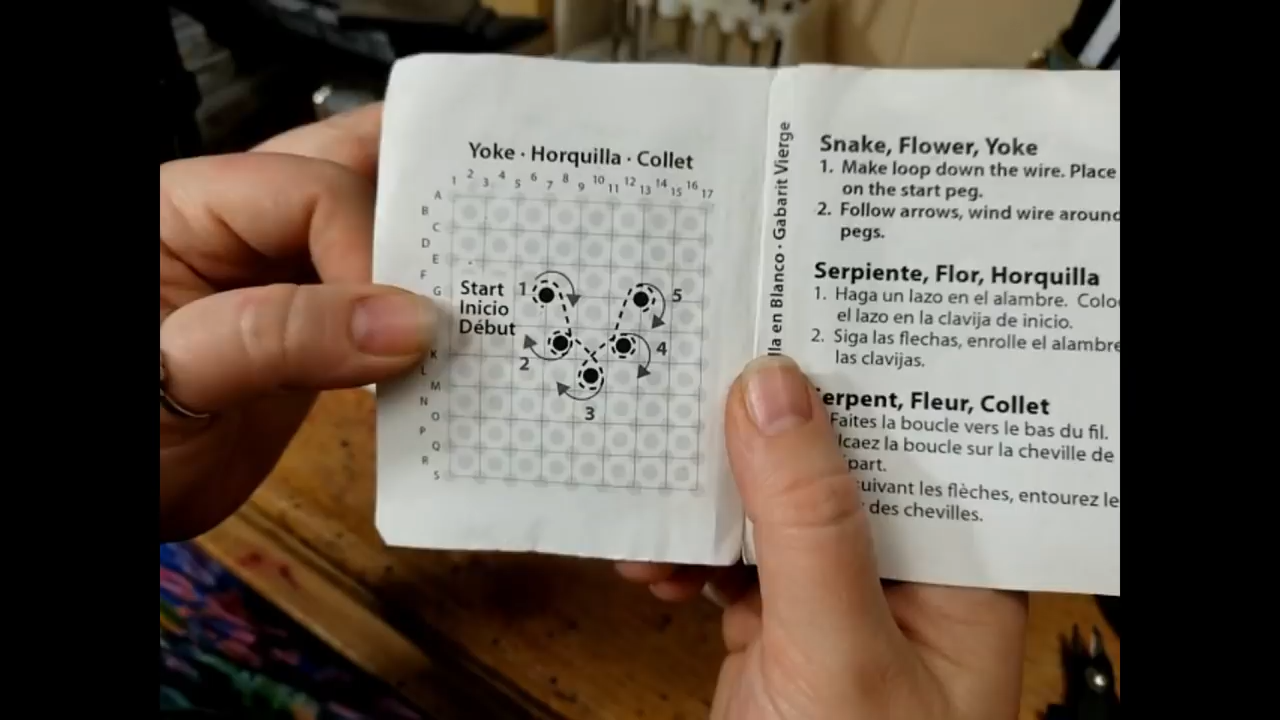 Yoke · Horquilla · Collet
1 2 3 4 5 6 7 8 9 10 11 12 13 14 15 16 17
A
B
C
D
E
F
G
Start 1 5
Inicio
Début
K 4
L 2
M
N 3
O
P
Q
R
S
en Blanco · Gabarit Vierge
Snake, Flower, Yoke
1. Make loop down the wire. Place
on the start peg.
2. Follow arrows, wind wire around
pegs.
Serpiente, Flor, Horquilla
1. Haga un lazo en el alambre. Colo
el lazo en la clavija de inicio.
2. Siga las flechas, enrolle el alambre
las clavijas.
erpent, Fleur, Collet
Faites la boucle vers le bas du fil.
lcaez la boucle sur la cheville de
part.
uivant les flèches, entourez le
des chevilles.